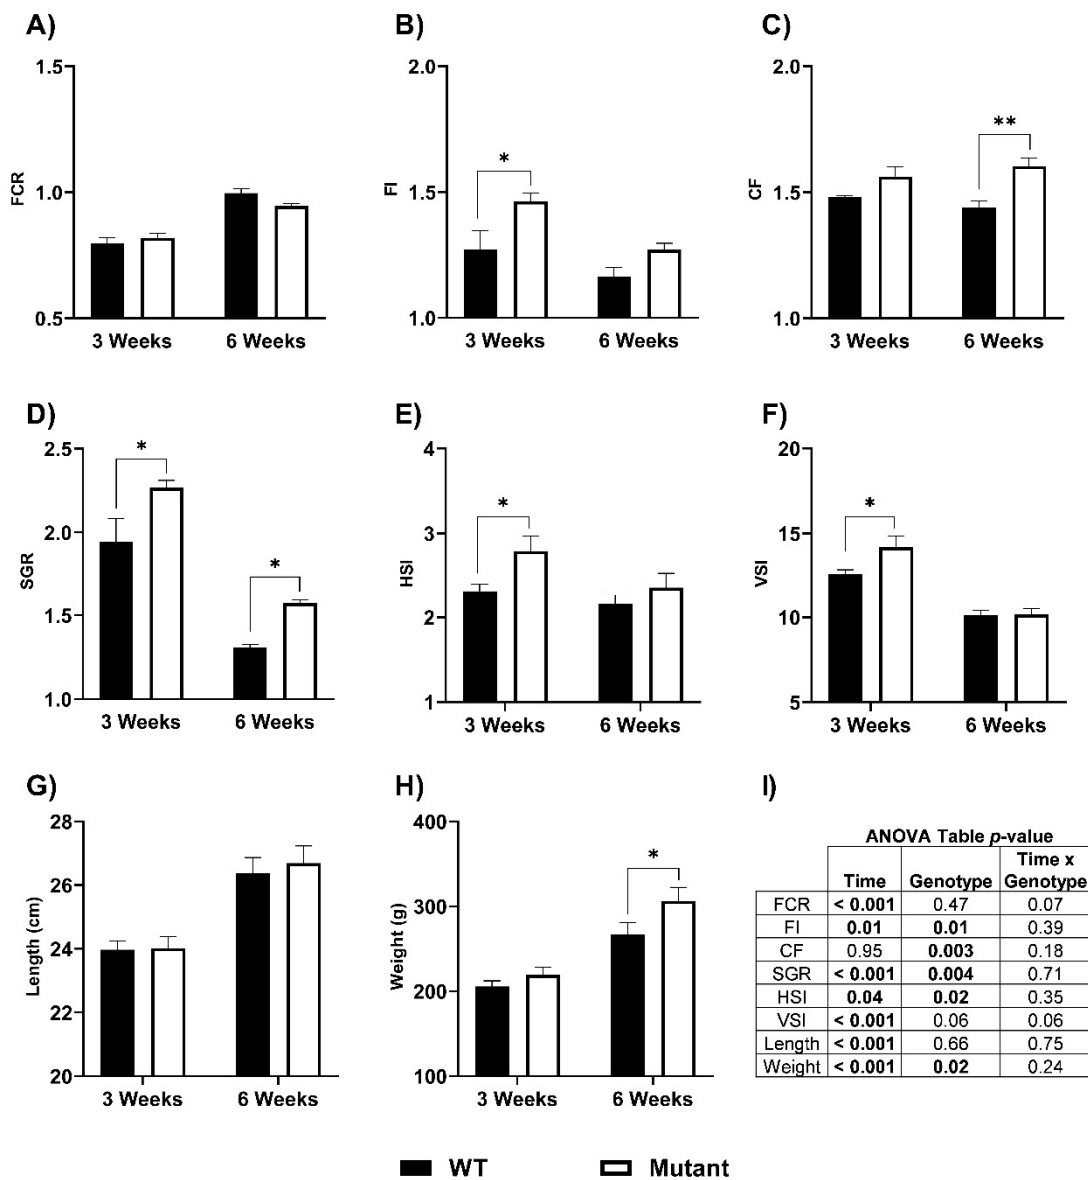 A)
B)
C)
1.5
1.0
0.5
FCR
3 Weeks
6 Weeks
2.0
1.5
1.0
FI
*
3 Weeks
6 Weeks
2.0
1.5
1.0
CF
**
3 Weeks
6 Weeks
D)
E)
F)
2.5
2.0
1.5
1.0
SGR
*
*
3 Weeks
6 Weeks
4
3
2
1
HSI
*
3 Weeks
6 Weeks
20
15
10
5
VSI
*
3 Weeks
6 Weeks
G)
H)
I)
28
26
24
22
20
Length (cm)
3 Weeks
6 Weeks
400
300
200
100
Weight (g)
*
3 Weeks
6 Weeks
ANOVA Table p-value
Time Genotype Time x Genotype
FCR < 0.001 0.47 0.07
FI 0.01 0.01 0.39
CF 0.95 0.003 0.18
SGR < 0.001 0.004 0.71
HSI 0.04 0.02 0.35
VSI < 0.001 0.06 0.06
Length < 0.001 0.66 0.75
Weight < 0.001 0.02 0.24
WT Mutant